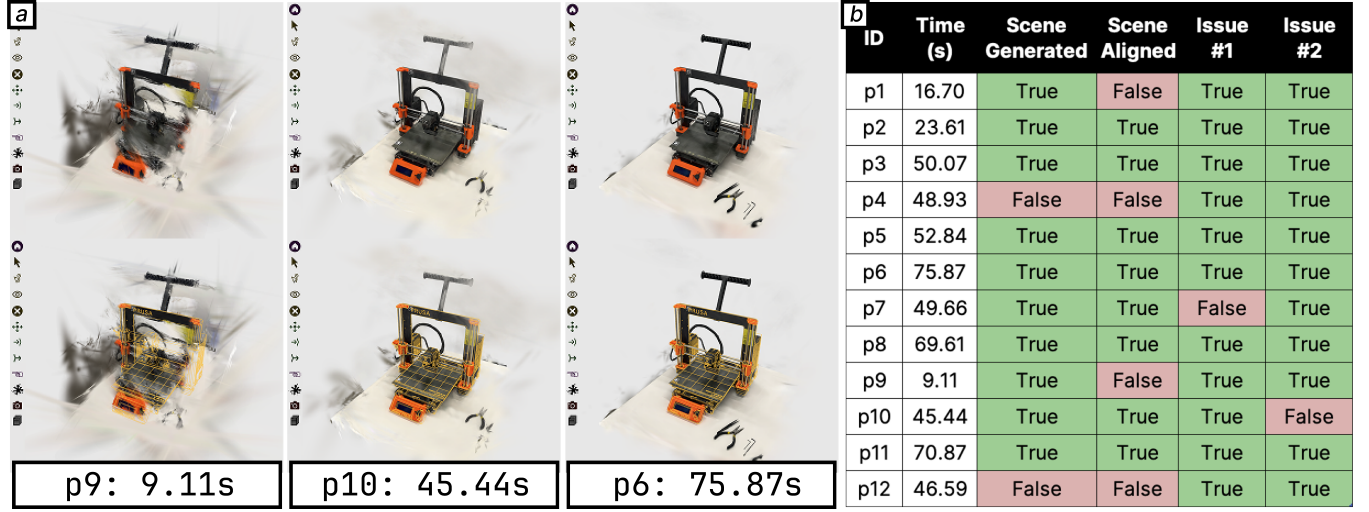 a
PRUSA
PRUSA
PRUSA
p9: 9.11s
p10: 45.44s
p6: 75.87s
b
ID Time (s) Scene Generated Scene Aligned Issue #1 Issue #2
p1 16.70 True False True True
p2 23.61 True True True True
p3 50.07 True True True True
p4 48.93 False False True True
p5 52.84 True True True True
p6 75.87 True True True True
p7 49.66 True True False True
p8 69.61 True True True True
p9 9.11 True False True True
p10 45.44 True True True False
p11 70.87 True True True True
p12 46.59 False False True True